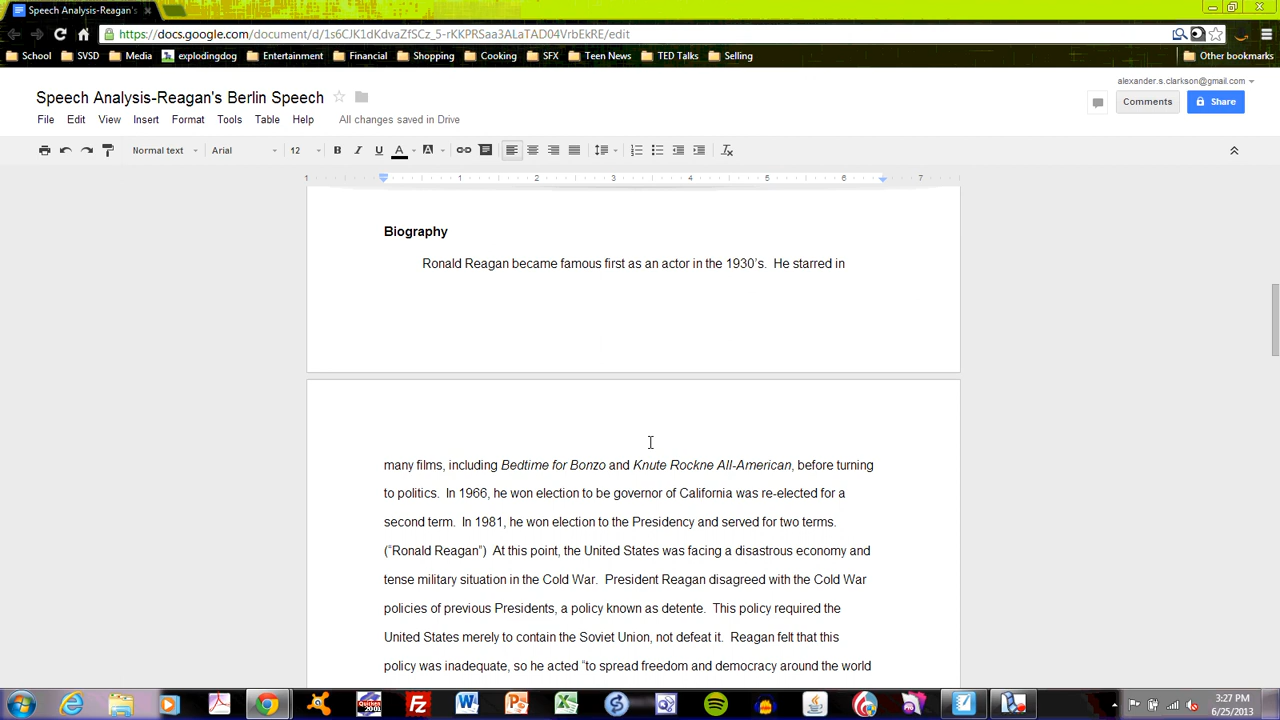 Speech Analysis-Reagan's
https://docs.google.com/document/d/1s6CJK1dKdvaZfSCz_5-rKKPRSaa3ALaTAD04VrbEkRE/edit
School SVSD Media explodingdog Entertainment Financial Shopping Cooking SFX Teen News TED Talks Selling Other bookmarks
alexander.s.clarkson@gmail.com
Speech Analysis-Reagan's Berlin Speech
Comments Share
File Edit View Insert Format Tools Table Help All changes saved in Drive
Normal text Arial 12 B I U A A
1 1 2 3 4 5 6 7
Biography
Ronald Reagan became famous first as an actor in the 1930's. He starred in
many films, including Bedtime for Bonzo and Knute Rockne All-American, before turning
to politics. In 1966, he won election to be governor of California was re-elected for a
second term. In 1981, he won election to the Presidency and served for two terms.
("Ronald Reagan") At this point, the United States was facing a disastrous economy and
tense military situation in the Cold War. President Reagan disagreed with the Cold War
policies of previous Presidents, a policy known as detente. This policy required the
United States merely to contain the Soviet Union, not defeat it. Reagan felt that this
policy was inadequate, so he acted "to spread freedom and democracy around the world
3:27 PM
6/25/2013